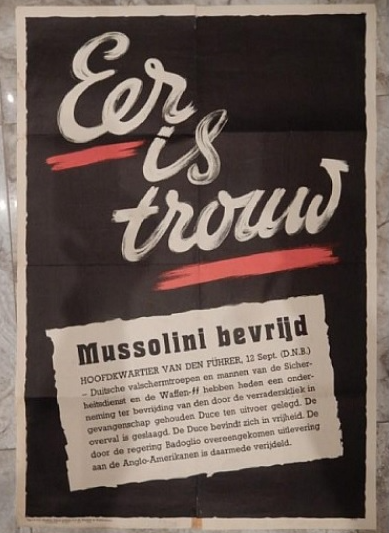 Eer
is
trouw
Mussolini bevrijd
HOOFDKWARTIER VAN DEN FÜHRER, 12 Sept. (D.N.B.)
– Duitsche valschermtroepen en mannen van de Sicher-
heitsdienst en de Waffen-ᛋᛋ hebben heden een onder-
neming ter bevrijding van den door de verraderskliek in
gevangenschap gehouden Duce ten uitvoer gelegd. De
overval is geslaagd. De Duce bevindt zich in vrijheid. De
door de regering Badoglio overeengekomen uitlevering
aan de Anglo-Amerikanen is daarmede verijdeld.